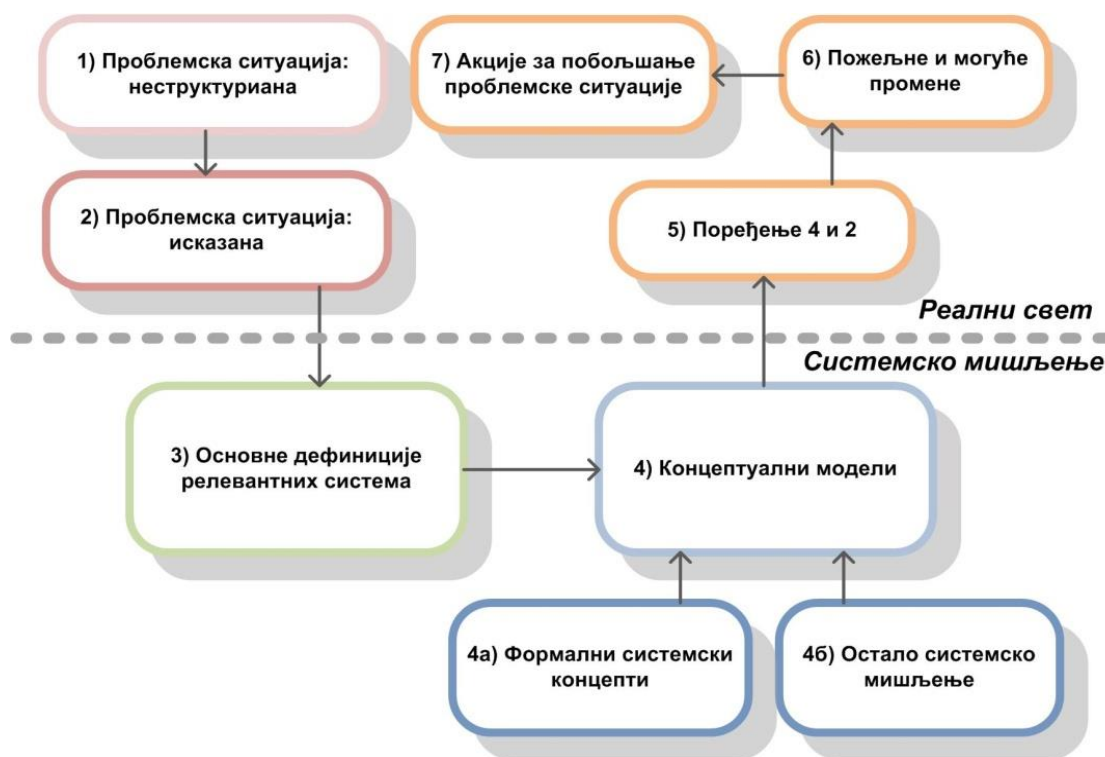 1) Проблемска ситуација:
неструктуриана
7) Акције за побољшање
проблемске ситуације
6) Пожељне и могуће
промене
2) Проблемска ситуација:
исказана
5) Поређење 4 и 2
Реални свет
Системско мишљење
3) Основне дефиниције
релевантних система
4) Концептуални модели
4а) Формални системски
концепти
4б) Остало системско
мишљење